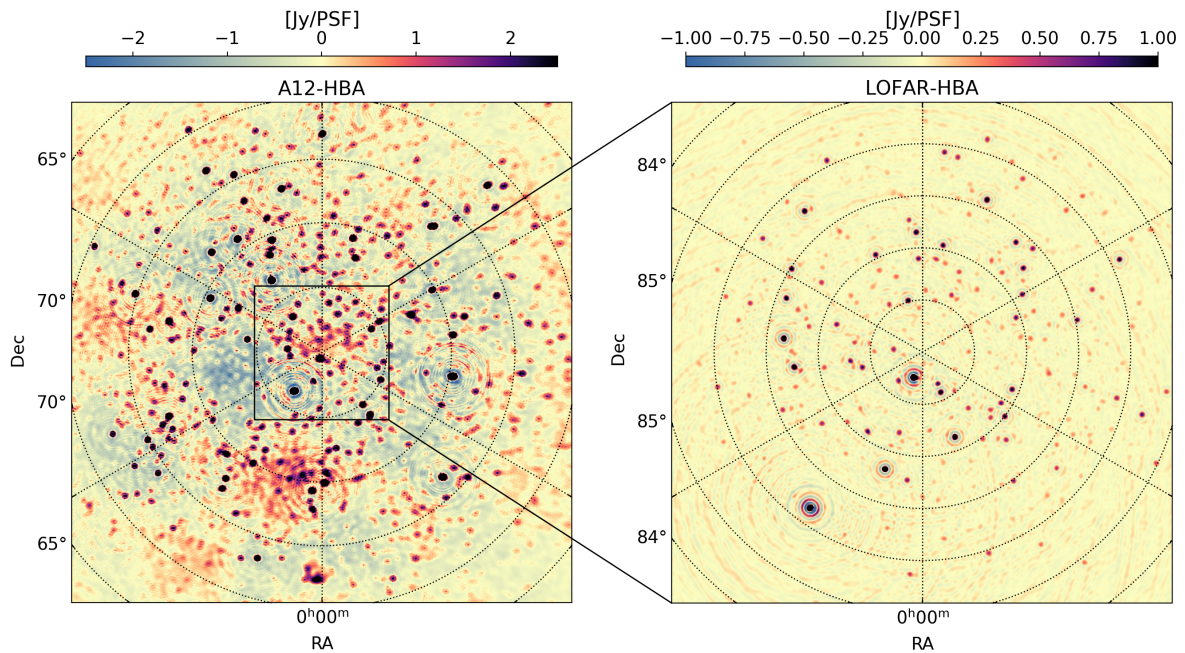 [Jy/PSF]
−2 −1 0 1 2
A12-HBA
65°
70°
70°
65°
Dec
0ʰ00ᵐ
RA
[Jy/PSF]
−1.00 −0.75 −0.50 −0.25 0.00 0.25 0.50 0.75 1.00
LOFAR-HBA
84°
85°
85°
84°
Dec
0ʰ00ᵐ
RA